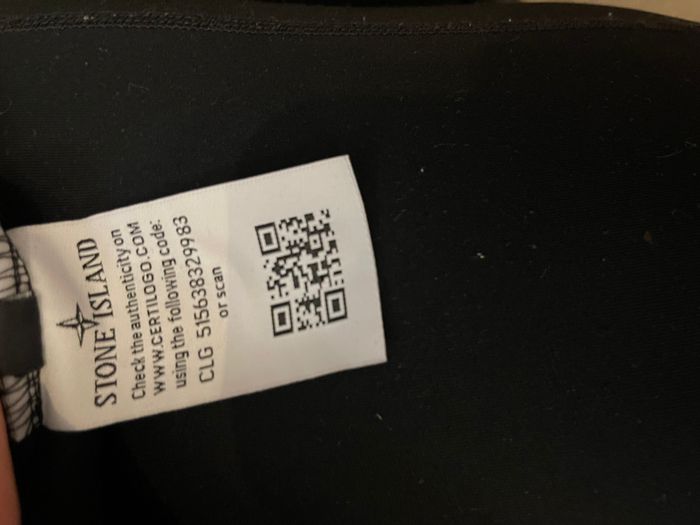 STONE ISLAND
Check the authenticity on
WWW.CERTILOGO.COM
using the following code:
CLG 515638329983
or scan